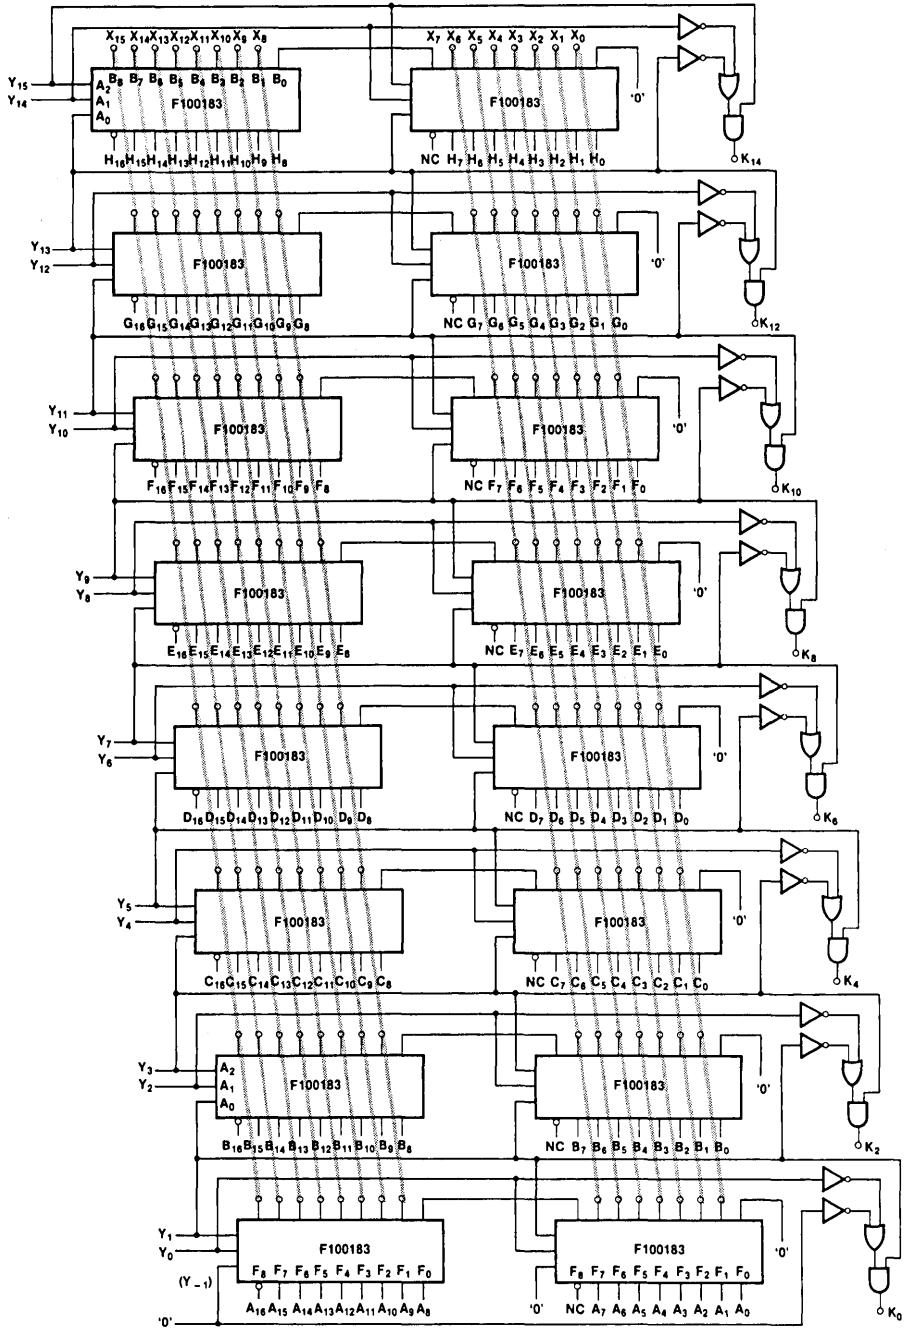 X15 X14 X13 X12 X11 X10 X9 X8 X7 X6 X5 X4 X3 X2 X1 X0
Y15 A2 B8 B7 B6 B5 B4 B3 B2 B1 B0
Y14 A1 F100183 F100183 '0'
A0
H16 H15 H14 H13 H12 H11 H10 H9 H8 NC H7 H6 H5 H4 H3 H2 H1 H0 K14
Y13
Y12 F100183 F100183 '0'
G16 G15 G14 G13 G12 G11 G10 G9 G8 NC G7 G6 G5 G4 G3 G2 G1 G0 K12
Y11
Y10 F100183 F100183 '0'
F16 F15 F14 F13 F12 F11 F10 F9 F8 NC F7 F6 F5 F4 F3 F2 F1 F0 K10
Y9
Y8 F100183 F100183 '0'
E16 E15 E14 E13 E12 E11 E10 E9 E8 NC E7 E6 E5 E4 E3 E2 E1 E0 K8
Y7
Y6 F100183 F100183 '0'
D16 D15 D14 D13 D12 D11 D10 D9 D8 NC D7 D6 D5 D4 D3 D2 D1 D0 K6
Y5
Y4 F100183 F100183 '0'
C16 C15 C14 C13 C12 C11 C10 C9 C8 NC C7 C6 C5 C4 C3 C2 C1 C0 K4
Y3 A2
Y2 A1 F100183 F100183 '0'
A0
B16 B15 B14 B13 B12 B11 B10 B9 B8 NC B7 B6 B5 B4 B3 B2 B1 B0 K2
Y1
Y0 F100183 F100183 '0'
(Y−1) F8 F7 F6 F5 F4 F3 F2 F1 F0 F8 F7 F6 F5 F4 F3 F2 F1 F0
A16 A15 A14 A13 A12 A11 A10 A9 A8 '0' NC A7 A6 A5 A4 A3 A2 A1 A0 K0
'0'